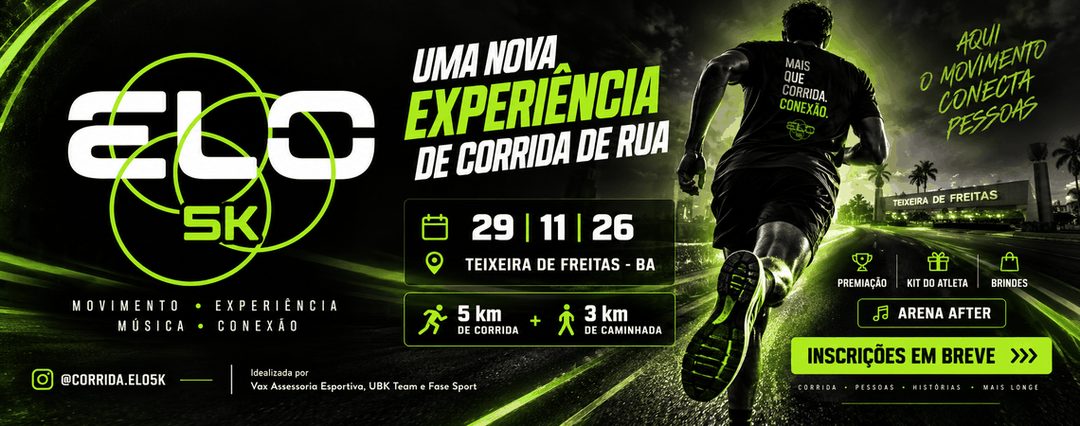 ELO
5K
MOVIMENTO • EXPERIÊNCIA
MÚSICA • CONEXÃO
@CORRIDA.ELO5K
Idealizada por
Vax Assessoria Esportiva, UBK Team e Fase Sport
UMA NOVA
EXPERIÊNCIA
DE CORRIDA DE RUA
29 | 11 | 26
TEIXEIRA DE FREITAS - BA
5 km
DE CORRIDA
+
3 km
DE CAMINHADA
MAIS
QUE
CORRIDA.
CONEXÃO.
ELO
AQUI
O MOVIMENTO
CONECTA
PESSOAS
TEIXEIRA DE FREITAS
PREMIAÇÃO
KIT DO ATLETA
BRINDES
ARENA AFTER
INSCRIÇÕES EM BREVE >>>
CORRIDA • PESSOAS • HISTÓRIAS • MAIS LONGE